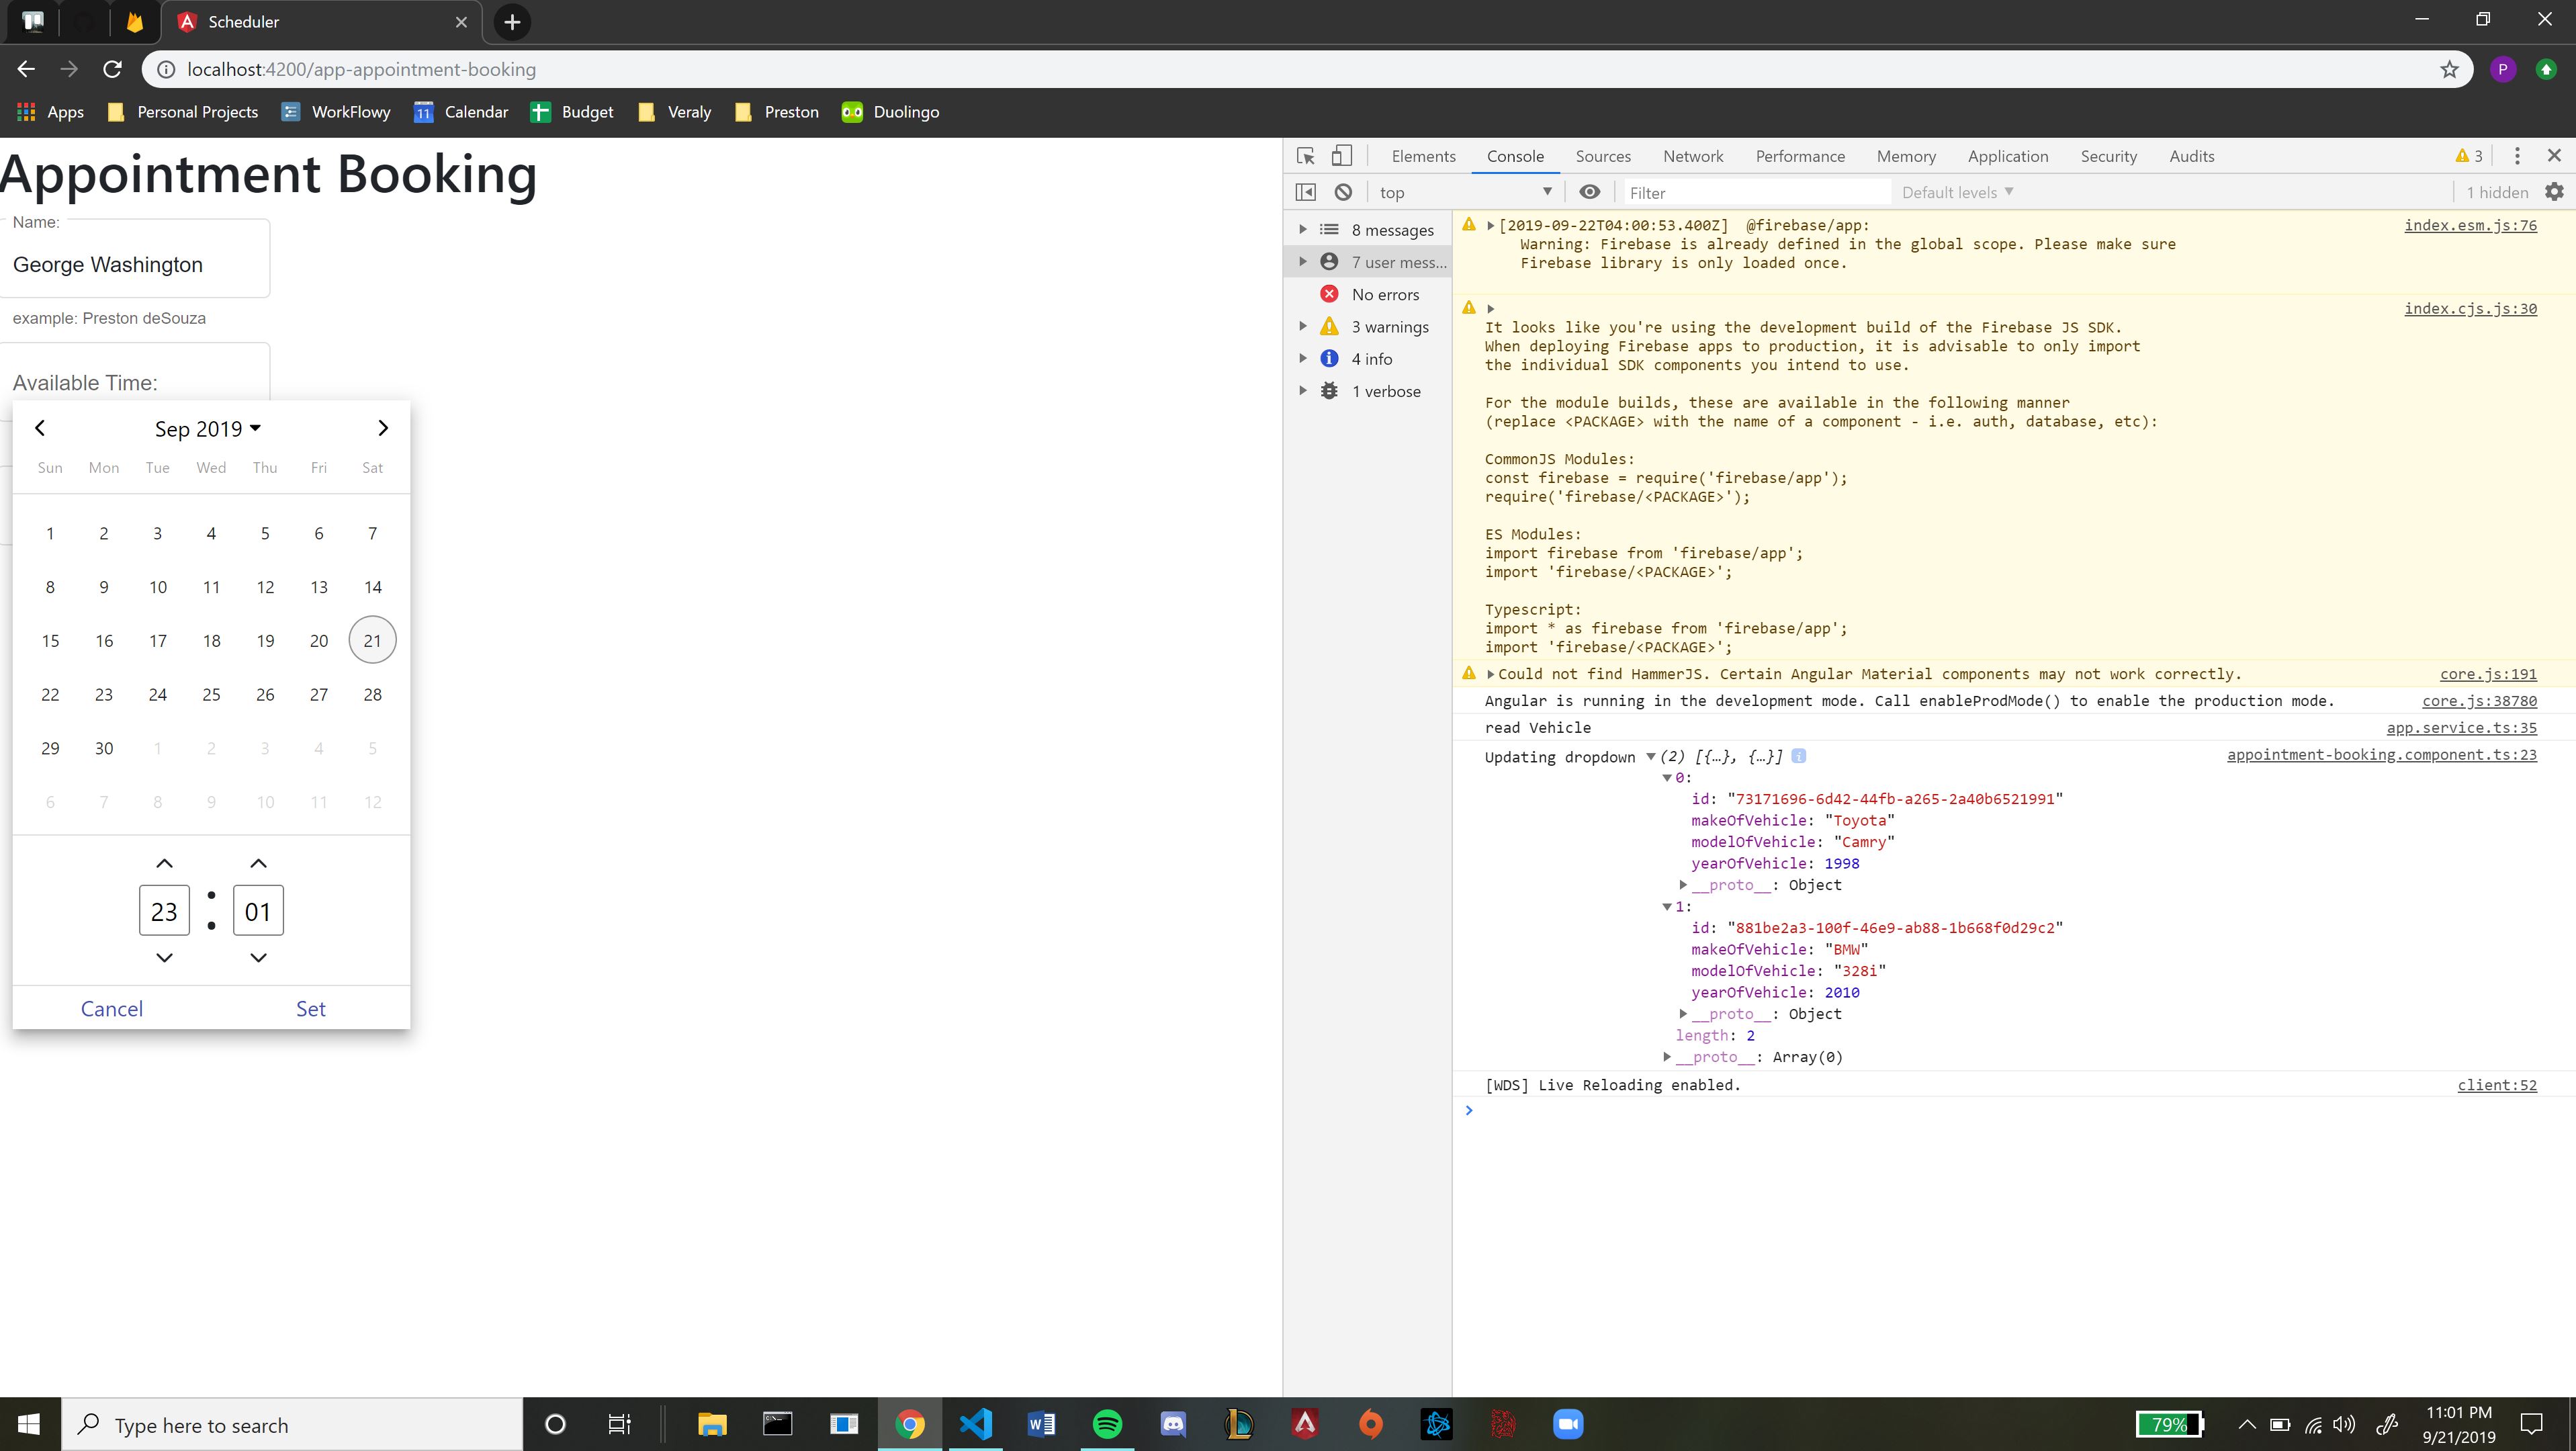 Scheduler
localhost:4200/app-appointment-booking
P
Apps
Personal Projects
WorkFlowy
11
Calendar
Budget
Veraly
Preston
Duolingo
Appointment Booking
Name:
George Washington
example: Preston deSouza
Available Time:
Sep 2019
Sun Mon Tue Wed Thu Fri Sat
1 2 3 4 5 6 7
8 9 10 11 12 13 14
15 16 17 18 19 20 21
22 23 24 25 26 27 28
29 30 1 2 3 4 5
6 7 8 9 10 11 12
23 : 01
Cancel Set
Elements Console Sources Network Performance Memory Application Security Audits 3
top Filter Default levels 1 hidden
8 messages
7 user mess...
No errors
3 warnings
4 info
1 verbose
[2019-09-22T04:00:53.400Z] @firebase/app: index.esm.js:76
Warning: Firebase is already defined in the global scope. Please make sure
Firebase library is only loaded once.
index.cjs.js:30
It looks like you're using the development build of the Firebase JS SDK.
When deploying Firebase apps to production, it is advisable to only import
the individual SDK components you intend to use.
For the module builds, these are available in the following manner
(replace <PACKAGE> with the name of a component - i.e. auth, database, etc):
CommonJS Modules:
const firebase = require('firebase/app');
require('firebase/<PACKAGE>');
ES Modules:
import firebase from 'firebase/app';
import 'firebase/<PACKAGE>';
Typescript:
import * as firebase from 'firebase/app';
import 'firebase/<PACKAGE>';
Could not find HammerJS. Certain Angular Material components may not work correctly. core.js:191
Angular is running in the development mode. Call enableProdMode() to enable the production mode. core.js:38780
read Vehicle app.service.ts:35
Updating dropdown (2) [{…}, {…}] appointment-booking.component.ts:23
0:
id: "73171696-6d42-44fb-a265-2a40b6521991"
makeOfVehicle: "Toyota"
modelOfVehicle: "Camry"
yearOfVehicle: 1998
__proto__: Object
1:
id: "881be2a3-100f-46e9-ab88-1b668f0d29c2"
makeOfVehicle: "BMW"
modelOfVehicle: "328i"
yearOfVehicle: 2010
__proto__: Object
length: 2
__proto__: Array(0)
[WDS] Live Reloading enabled. client:52
Type here to search
79%
11:01 PM
9/21/2019